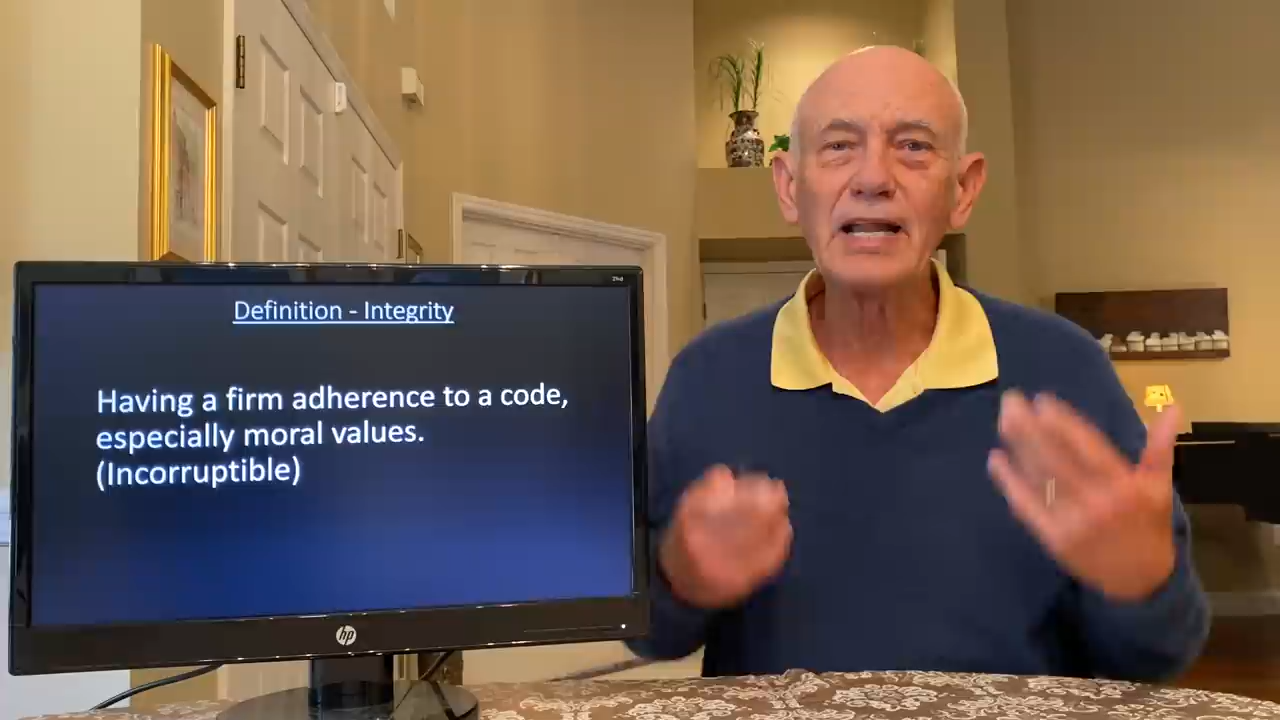 Definition - Integrity
Having a firm adherence to a code,
especially moral values.
(Incorruptible)
hp